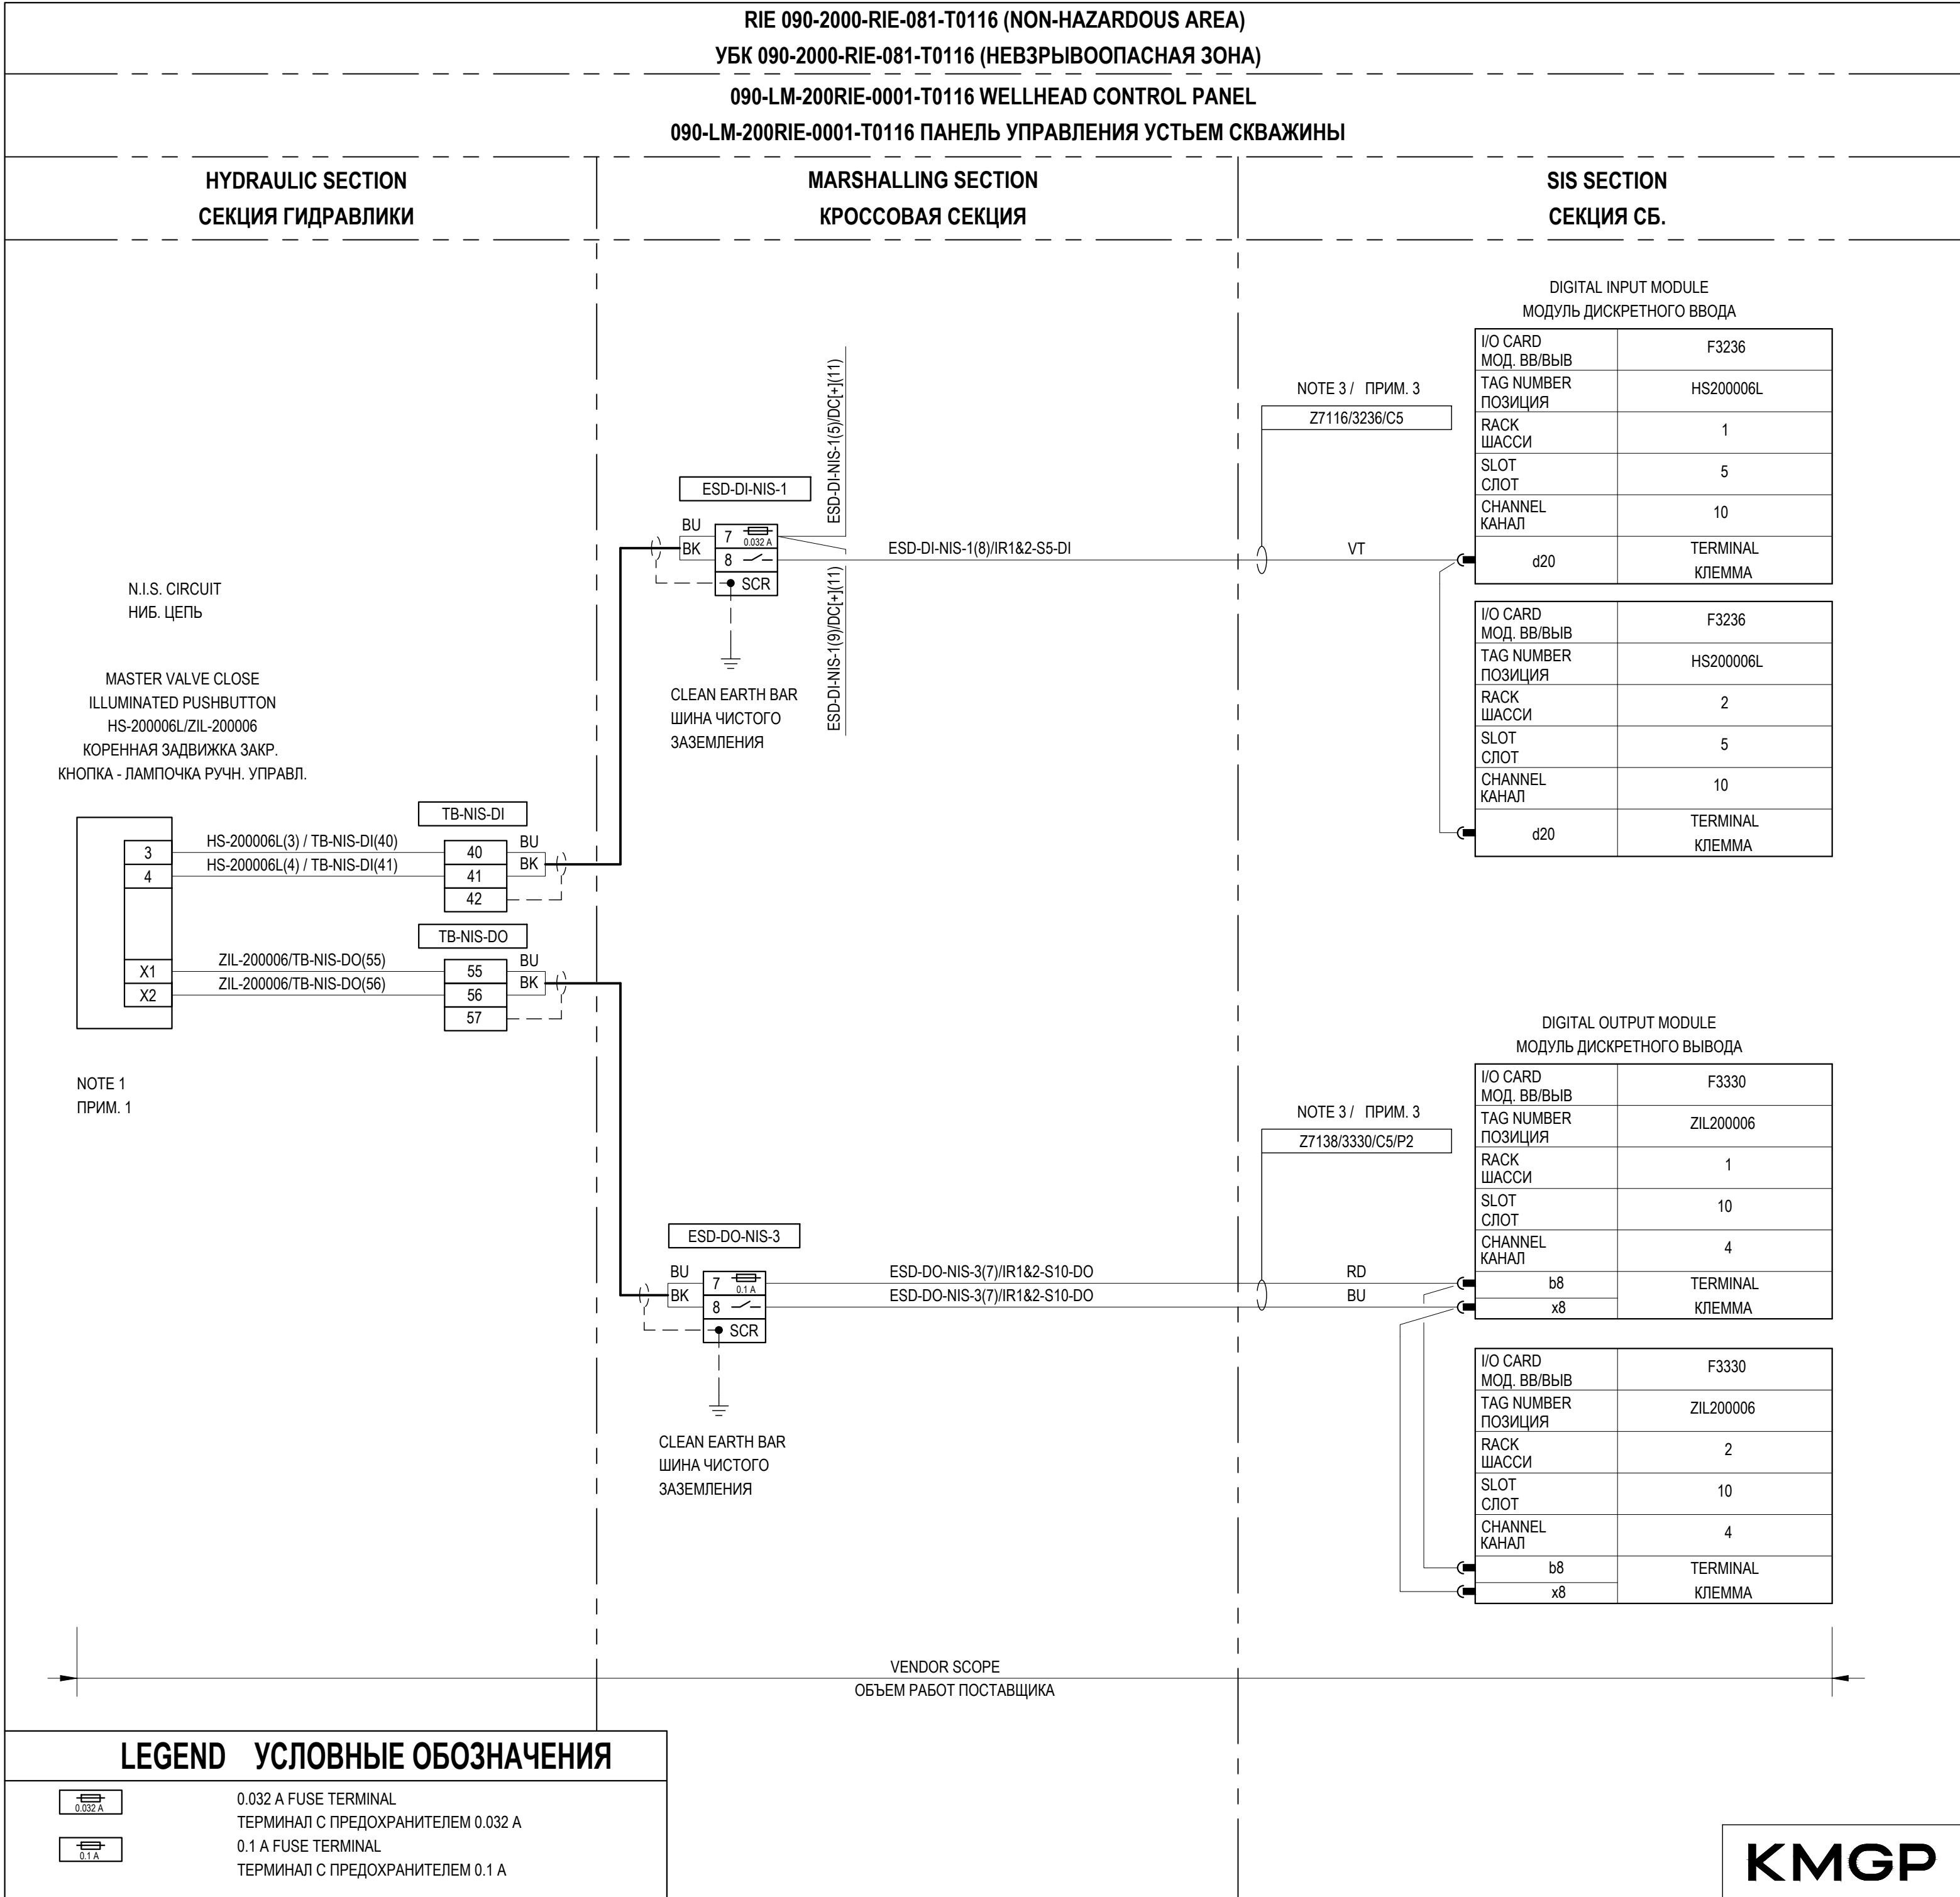 RIE 090-2000-RIE-081-T0116 (NON-HAZARDOUS AREA)
УБК 090-2000-RIE-081-T0116 (НЕВЗРЫВООПАСНАЯ ЗОНА)
090-LM-200RIE-0001-T0116 WELLHEAD CONTROL PANEL
090-LM-200RIE-0001-T0116 ПАНЕЛЬ УПРАВЛЕНИЯ УСТЬЕМ СКВАЖИНЫ
HYDRAULIC SECTION
СЕКЦИЯ ГИДРАВЛИКИ
MARSHALLING SECTION
КРОССОВАЯ СЕКЦИЯ
SIS SECTION
СЕКЦИЯ СБ.
N.I.S. CIRCUIT
НИБ. ЦЕПЬ
MASTER VALVE CLOSE
ILLUMINATED PUSHBUTTON
HS-200006L/ZIL-200006
КОРЕННАЯ ЗАДВИЖКА ЗАКР.
КНОПКА - ЛАМПОЧКА РУЧН. УПРАВЛ.
3
4
X1
X2
HS-200006L(3) / TB-NIS-DI(40)
HS-200006L(4) / TB-NIS-DI(41)
TB-NIS-DI
40
41
42
BU
BK
TB-NIS-DO
ZIL-200006/TB-NIS-DO(55)
ZIL-200006/TB-NIS-DO(56)
55
56
57
BU
BK
NOTE 1
ПРИМ. 1
ESD-DI-NIS-1
BU
BK
7
0.032 A
8
SCR
CLEAN EARTH BAR
ШИНА ЧИСТОГО
ЗАЗЕМЛЕНИЯ
ESD-DI-NIS-1(5)/DC[+](11)
ESD-DI-NIS-1(9)/DC[+](11)
ESD-DI-NIS-1(8)/IR1&2-S5-DI
ESD-DO-NIS-3
BU
BK
7
0.1 A
8
SCR
CLEAN EARTH BAR
ШИНА ЧИСТОГО
ЗАЗЕМЛЕНИЯ
ESD-DO-NIS-3(7)/IR1&2-S10-DO
ESD-DO-NIS-3(7)/IR1&2-S10-DO
NOTE 3 / ПРИМ. 3
Z7116/3236/C5
VT
DIGITAL INPUT MODULE
МОДУЛЬ ДИСКРЕТНОГО ВВОДА
I/O CARD
МОД. ВВ/ВЫВ
F3236
TAG NUMBER
ПОЗИЦИЯ
HS200006L
RACK
ШАССИ
1
SLOT
СЛОТ
5
CHANNEL
КАНАЛ
10
d20
TERMINAL
КЛЕММА
I/O CARD
МОД. ВВ/ВЫВ
F3236
TAG NUMBER
ПОЗИЦИЯ
HS200006L
RACK
ШАССИ
2
SLOT
СЛОТ
5
CHANNEL
КАНАЛ
10
d20
TERMINAL
КЛЕММА
NOTE 3 / ПРИМ. 3
Z7138/3330/C5/P2
RD
BU
DIGITAL OUTPUT MODULE
МОДУЛЬ ДИСКРЕТНОГО ВЫВОДА
I/O CARD
МОД. ВВ/ВЫВ
F3330
TAG NUMBER
ПОЗИЦИЯ
ZIL200006
RACK
ШАССИ
1
SLOT
СЛОТ
10
CHANNEL
КАНАЛ
4
b8
x8
TERMINAL
КЛЕММА
I/O CARD
МОД. ВВ/ВЫВ
F3330
TAG NUMBER
ПОЗИЦИЯ
ZIL200006
RACK
ШАССИ
2
SLOT
СЛОТ
10
CHANNEL
КАНАЛ
4
b8
x8
TERMINAL
КЛЕММА
VENDOR SCOPE
ОБЪЕМ РАБОТ ПОСТАВЩИКА
LEGEND УСЛОВНЫЕ ОБОЗНАЧЕНИЯ
0.032 A
0.032 A FUSE TERMINAL
ТЕРМИНАЛ С ПРЕДОХРАНИТЕЛЕМ 0.032 А
0.1 A
0.1 A FUSE TERMINAL
ТЕРМИНАЛ С ПРЕДОХРАНИТЕЛЕМ 0.1 А
KMGP